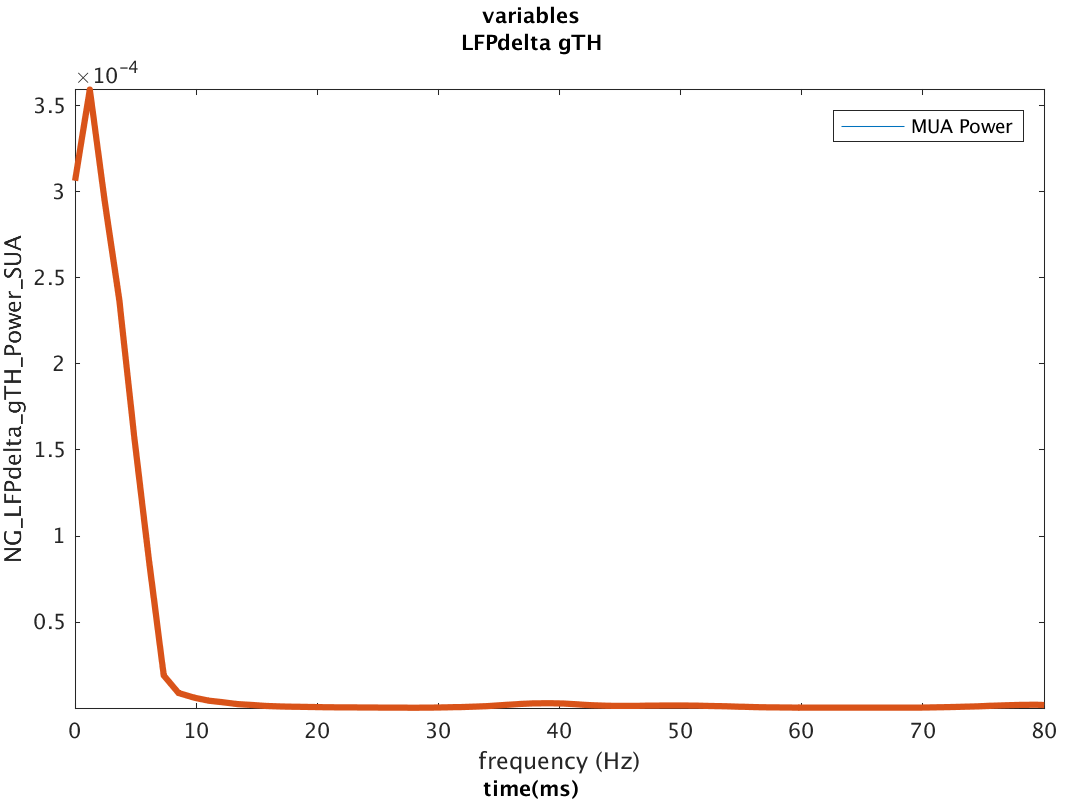 variables
LFPdelta gTH
×10⁻⁴
3.5
3
2.5
2
1.5
1
0.5
NG_LFPdelta_gTH_Power_SUA
MUA Power
0 10 20 30 40 50 60 70 80
frequency (Hz)
time(ms)